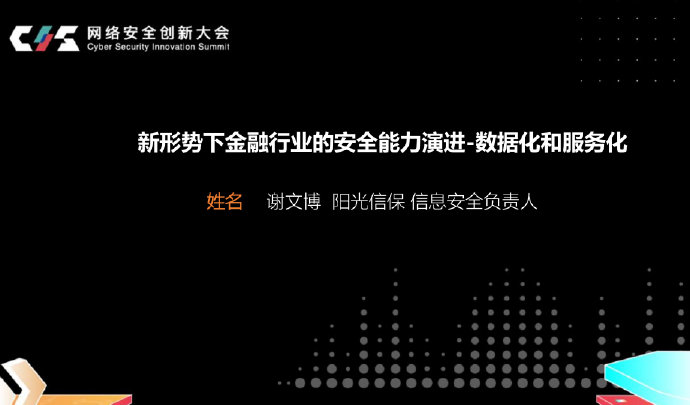 CIS 网络安全创新大会
Cyber Security Innovation Summit
新形势下金融行业的安全能力演进-数据化和服务化
姓名 谢文博 阳光信保 信息安全负责人